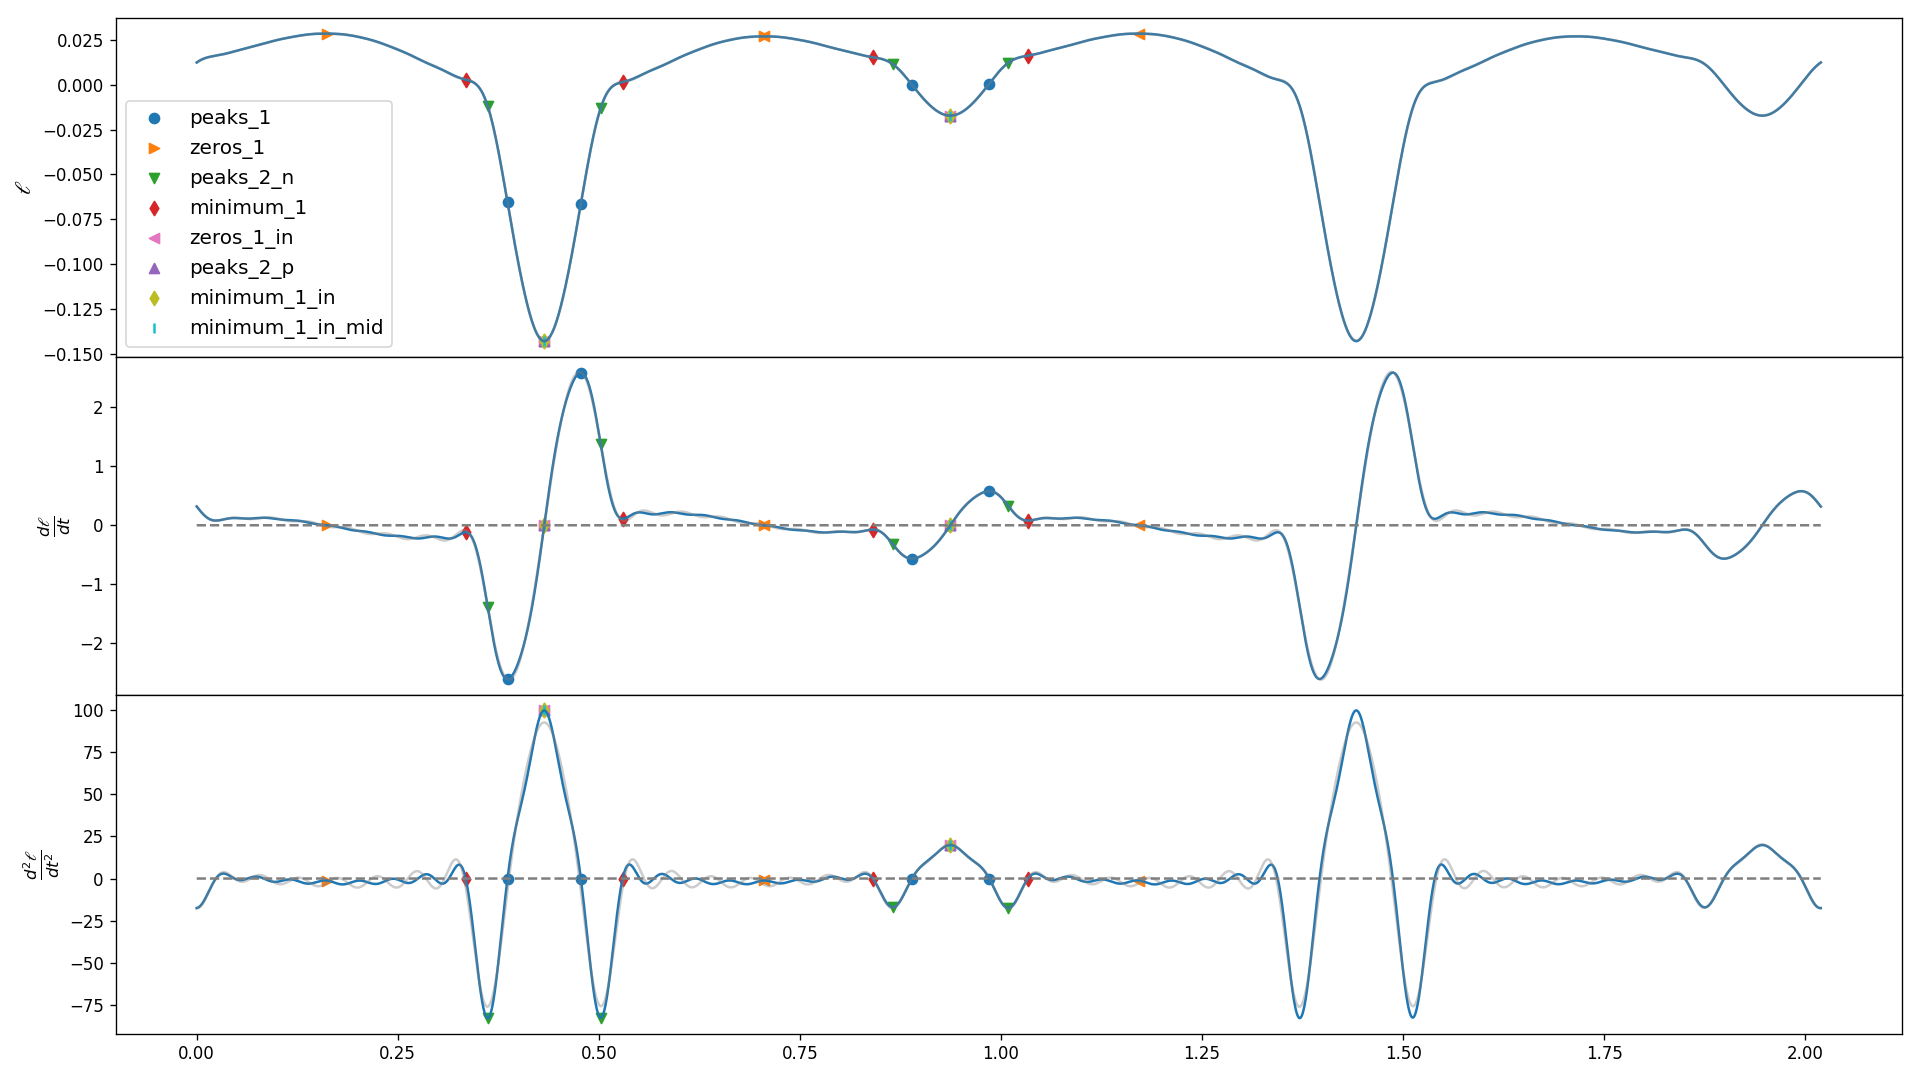 0.025
0.000
−0.025
−0.050
−0.075
−0.100
−0.125
−0.150
ℓ
peaks_1
zeros_1
peaks_2_n
minimum_1
zeros_1_in
peaks_2_p
minimum_1_in
minimum_1_in_mid
2
1
0
−1
−2
dℓ/dt
100
75
50
25
0
−25
−50
−75
d²ℓ/dt²
0.00 0.25 0.50 0.75 1.00 1.25 1.50 1.75 2.00